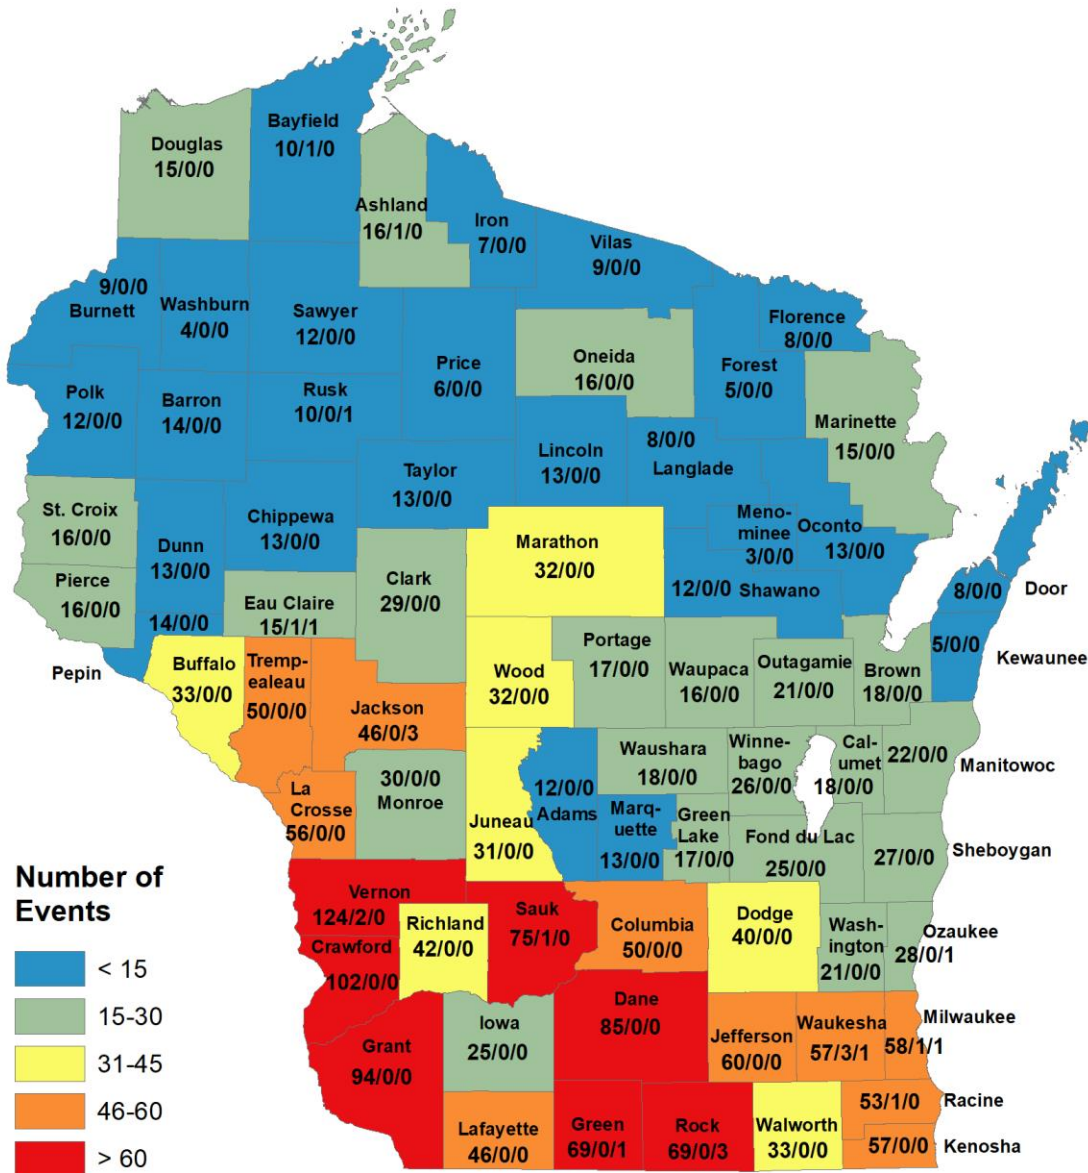 Bayfield
10/1/0
Douglas
15/0/0
Ashland
16/1/0
Iron
7/0/0
Vilas
9/0/0
9/0/0
Burnett
Washburn
4/0/0
Sawyer
12/0/0
Price
6/0/0
Oneida
16/0/0
Forest
5/0/0
Florence
8/0/0
Polk
12/0/0
Barron
14/0/0
Rusk
10/0/1
Marinette
15/0/0
Taylor
13/0/0
Lincoln
13/0/0
8/0/0
Langlade
St. Croix
16/0/0
Dunn
13/0/0
Chippewa
13/0/0
Marathon
32/0/0
Meno-
minee
3/0/0
Oconto
13/0/0
Pierce
16/0/0
Clark
29/0/0
12/0/0
Shawano
8/0/0
Door
14/0/0
Pepin
Eau Claire
15/1/1
5/0/0
Kewaunee
Buffalo
33/0/0
Tremp-
ealeau
50/0/0
Jackson
46/0/3
Wood
32/0/0
Portage
17/0/0
Waupaca
16/0/0
Outagamie
21/0/0
Brown
18/0/0
La
Crosse
56/0/0
30/0/0
Monroe
Juneau
31/0/0
12/0/0
Adams
Waushara
18/0/0
Winne-
bago
26/0/0
Cal-
umet
18/0/0
22/0/0
Manitowoc
Marq-
uette
13/0/0
Green
Lake
17/0/0
Fond du Lac
25/0/0
27/0/0
Sheboygan
Number of
Events
< 15
15-30
31-45
46-60
> 60
Vernon
124/2/0
Crawford
102/0/0
Richland
42/0/0
Sauk
75/1/0
Columbia
50/0/0
Dodge
40/0/0
Wash-
ington
21/0/0
Ozaukee
28/0/1
Grant
94/0/0
Iowa
25/0/0
Dane
85/0/0
Jefferson
60/0/0
Waukesha
57/3/1
Milwaukee
58/1/1
Lafayette
46/0/0
Green
69/0/1
Rock
69/0/3
Walworth
33/0/0
53/1/0
Racine
57/0/0
Kenosha